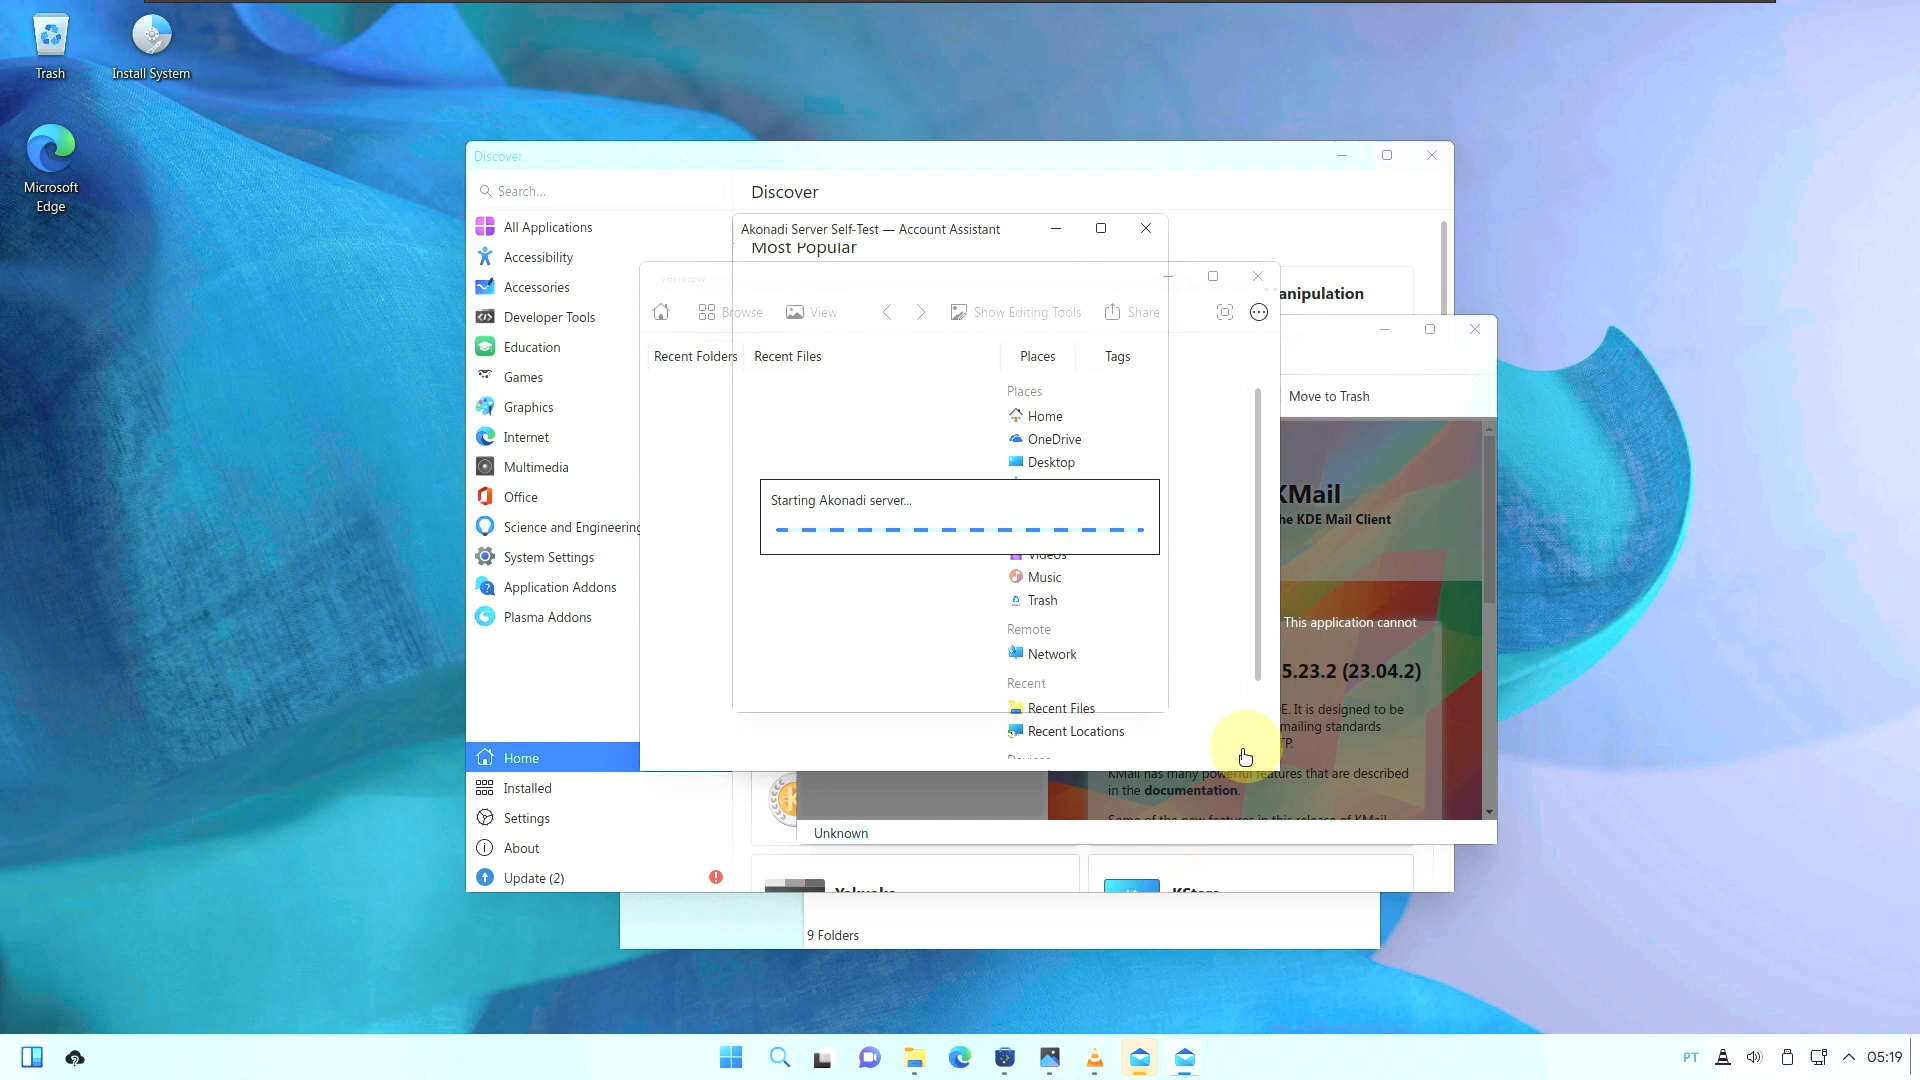 Trash
Install System
Microsoft
Edge
Discover
Search...
Discover
All Applications
Accessibility
Accessories
Developer Tools
Education
Games
Graphics
Internet
Multimedia
Office
Science and Engineering
System Settings
Application Addons
Plasma Addons
Home
Installed
Settings
About
Update (2)
Akonadi Server Self-Test — Account Assistant
Most Popular
anipulation
Browse
View
Show Editing Tools
Share
Recent Folders
Recent Files
Places
Tags
Places
Home
OneDrive
Desktop
Starting Akonadi server...
Videos
Music
Trash
Remote
Network
Recent
Recent Files
Recent Locations
Devices
Move to Trash
KMail
he KDE Mail Client
This application cannot
5.23.2 (23.04.2)
E. It is designed to be
mailing standards
TP.
KMail has many powerful features that are described
in the documentation.
Some of the new features in this release of KMail
Unknown
9 Folders
PT
05:19